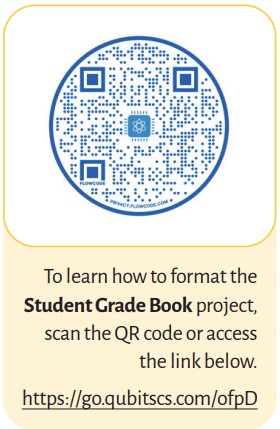 FLOWCODE
PRIVACY.FLOWCODE.COM
To learn how to format the
Student Grade Book project,
scan the QR code or access
the link below.
https://go.qubitscs.com/ofpD